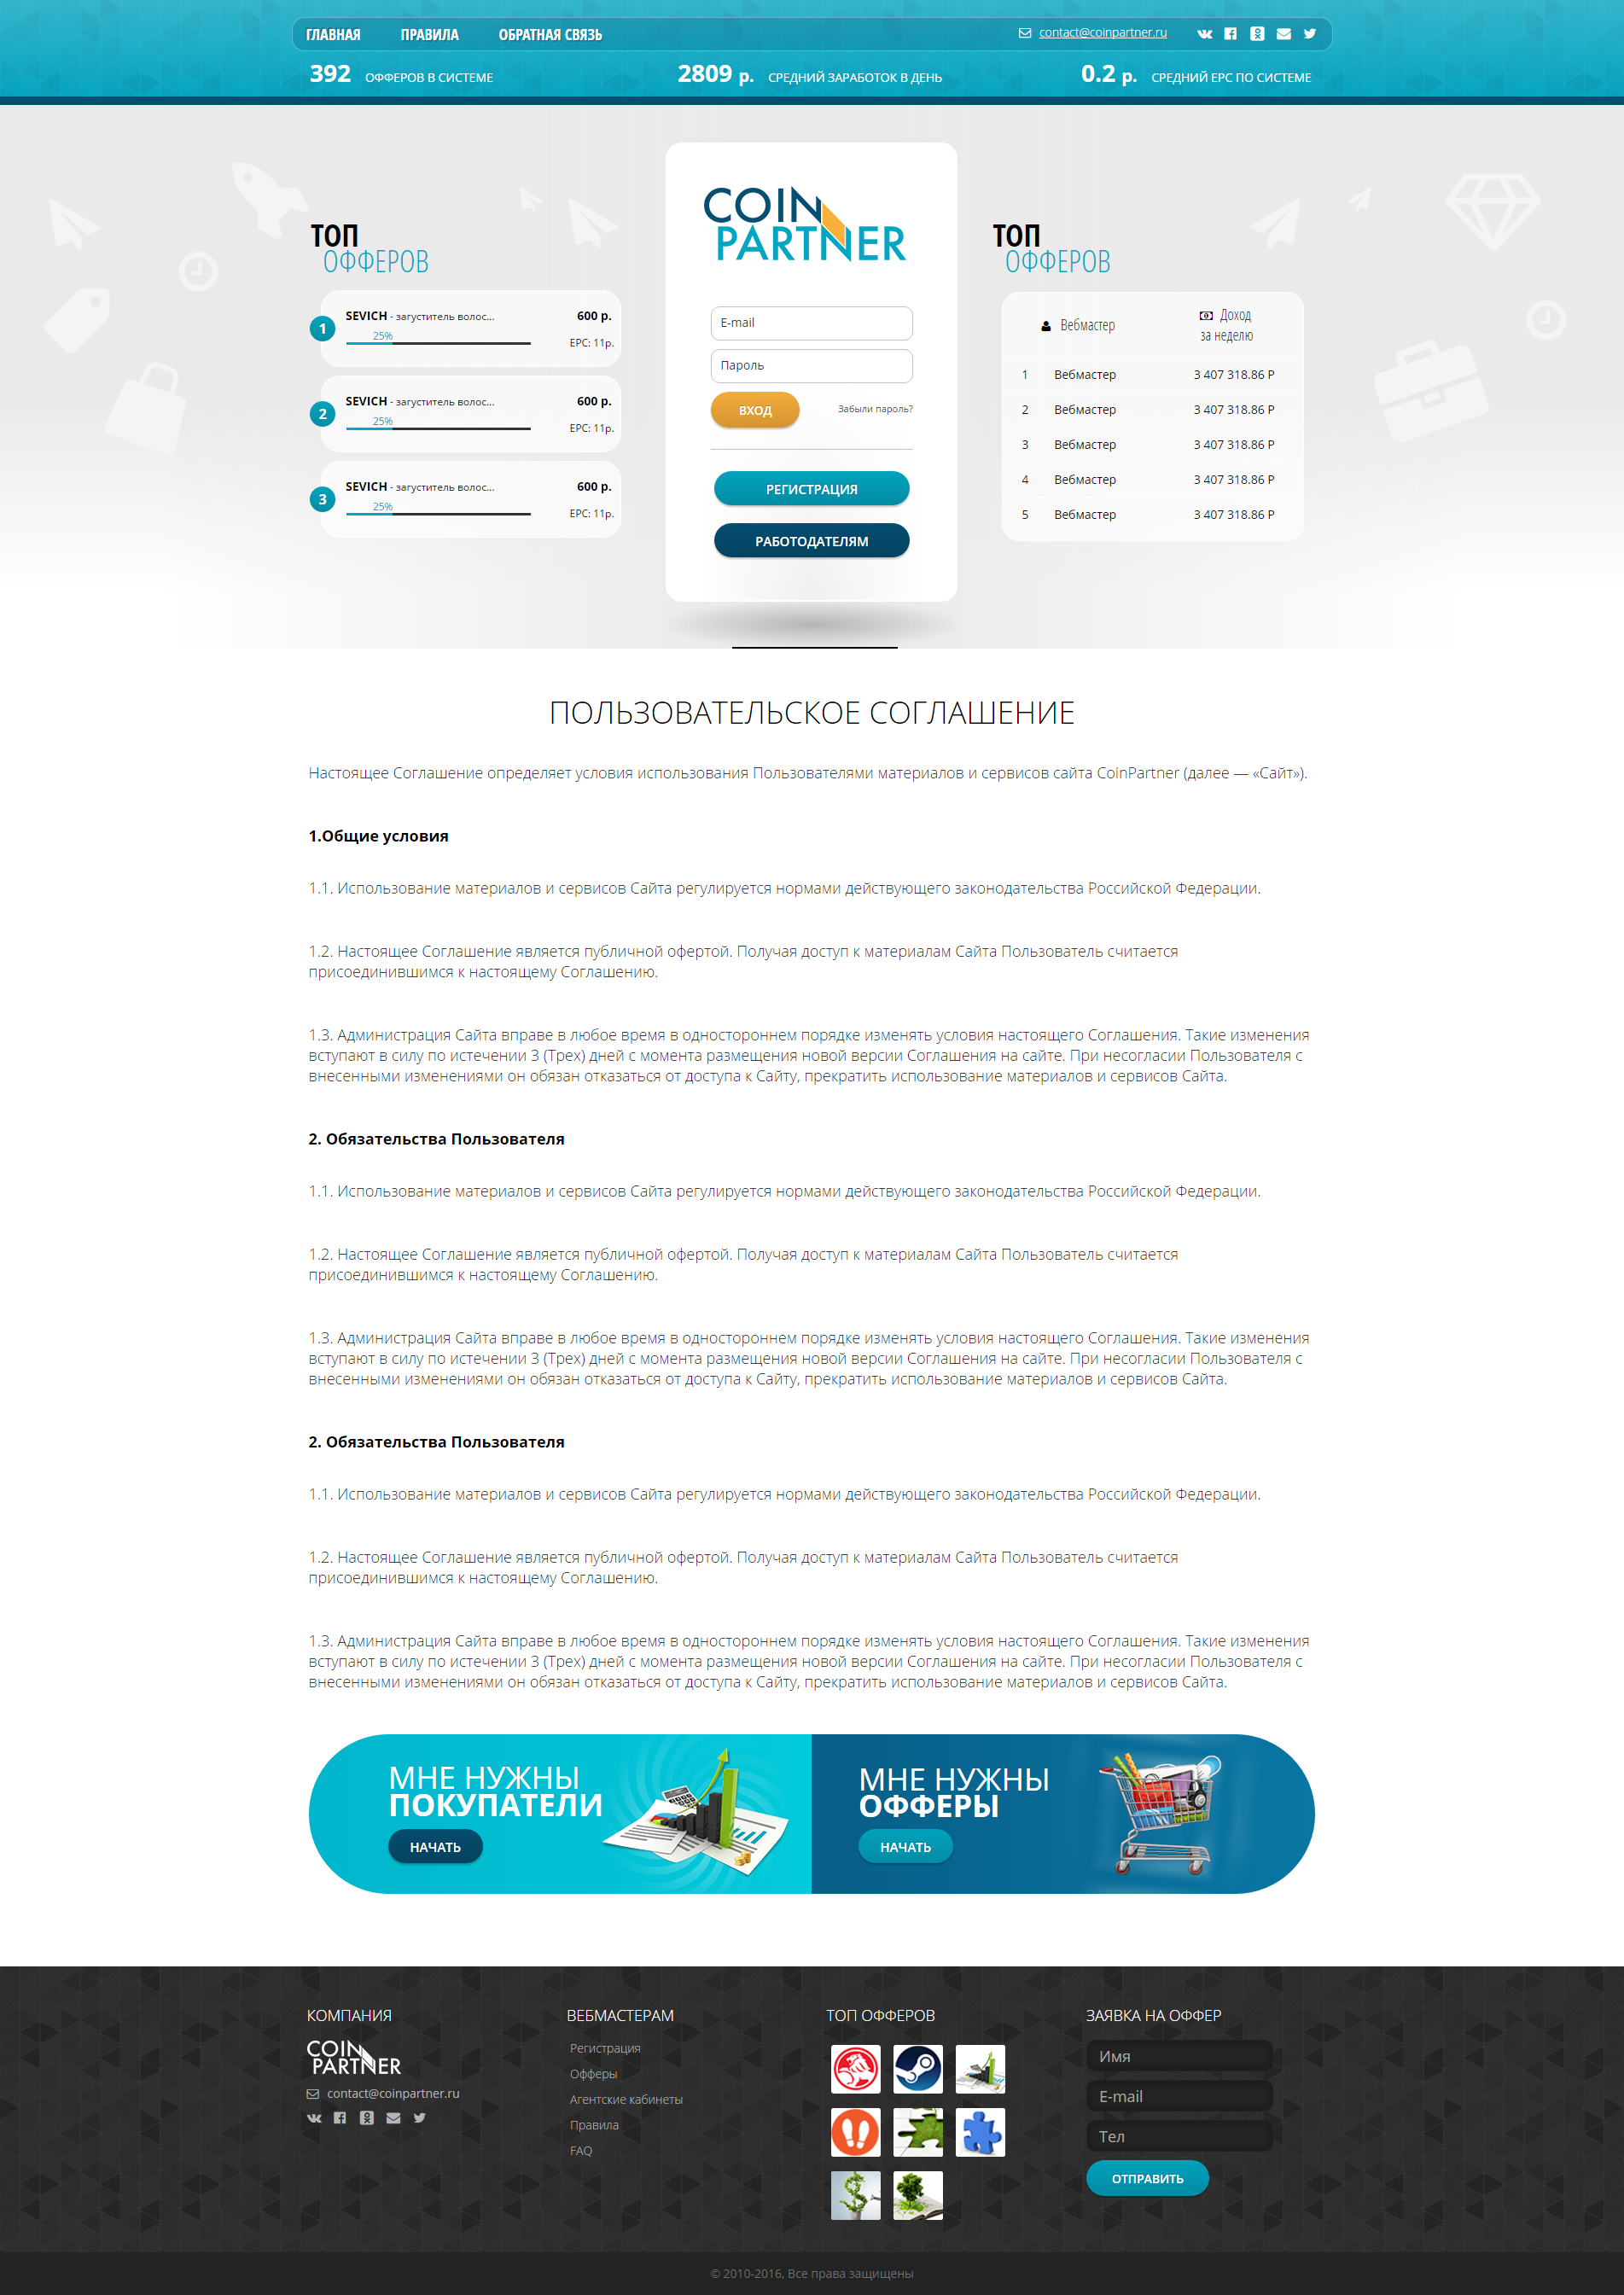 ГЛАВНАЯ ПРАВИЛА ОБРАТНАЯ СВЯЗЬ contact@coinpartner.ru
392 ОФФЕРОВ В СИСТЕМЕ 2809 р. СРЕДНИЙ ЗАРАБОТОК В ДЕНЬ 0.2 р. СРЕДНИЙ EPC ПО СИСТЕМЕ
ТОП
ОФФЕРОВ
1 SEVICH - загуститель волос... 600 р.
25% EPC: 11р.
2 SEVICH - загуститель волос... 600 р.
25% EPC: 11р.
3 SEVICH - загуститель волос... 600 р.
25% EPC: 11р.
COIN
PARTNER
E-mail
Пароль
ВХОД Забыли пароль?
РЕГИСТРАЦИЯ
РАБОТОДАТЕЛЯМ
ТОП
ОФФЕРОВ
Вебмастер Доход
за неделю
1 Вебмастер 3 407 318.86 Р
2 Вебмастер 3 407 318.86 Р
3 Вебмастер 3 407 318.86 Р
4 Вебмастер 3 407 318.86 Р
5 Вебмастер 3 407 318.86 Р
ПОЛЬЗОВАТЕЛЬСКОЕ СОГЛАШЕНИЕ
Настоящее Соглашение определяет условия использования Пользователями материалов и сервисов сайта CoinPartner (далее — «Сайт»).
1.Общие условия
1.1. Использование материалов и сервисов Сайта регулируется нормами действующего законодательства Российской Федерации.
1.2. Настоящее Соглашение является публичной офертой. Получая доступ к материалам Сайта Пользователь считается
присоединившимся к настоящему Соглашению.
1.3. Администрация Сайта вправе в любое время в одностороннем порядке изменять условия настоящего Соглашения. Такие изменения
вступают в силу по истечении 3 (Трех) дней с момента размещения новой версии Соглашения на сайте. При несогласии Пользователя с
внесенными изменениями он обязан отказаться от доступа к Сайту, прекратить использование материалов и сервисов Сайта.
2. Обязательства Пользователя
1.1. Использование материалов и сервисов Сайта регулируется нормами действующего законодательства Российской Федерации.
1.2. Настоящее Соглашение является публичной офертой. Получая доступ к материалам Сайта Пользователь считается
присоединившимся к настоящему Соглашению.
1.3. Администрация Сайта вправе в любое время в одностороннем порядке изменять условия настоящего Соглашения. Такие изменения
вступают в силу по истечении 3 (Трех) дней с момента размещения новой версии Соглашения на сайте. При несогласии Пользователя с
внесенными изменениями он обязан отказаться от доступа к Сайту, прекратить использование материалов и сервисов Сайта.
2. Обязательства Пользователя
1.1. Использование материалов и сервисов Сайта регулируется нормами действующего законодательства Российской Федерации.
1.2. Настоящее Соглашение является публичной офертой. Получая доступ к материалам Сайта Пользователь считается
присоединившимся к настоящему Соглашению.
1.3. Администрация Сайта вправе в любое время в одностороннем порядке изменять условия настоящего Соглашения. Такие изменения
вступают в силу по истечении 3 (Трех) дней с момента размещения новой версии Соглашения на сайте. При несогласии Пользователя с
внесенными изменениями он обязан отказаться от доступа к Сайту, прекратить использование материалов и сервисов Сайта.
МНЕ НУЖНЫ
ПОКУПАТЕЛИ
НАЧАТЬ
МНЕ НУЖНЫ
ОФФЕРЫ
НАЧАТЬ
КОМПАНИЯ
COIN
PARTNER
contact@coinpartner.ru
ВЕБМАСТЕРАМ
Регистрация
Офферы
Агентские кабинеты
Правила
FAQ
ТОП ОФФЕРОВ
ЗАЯВКА НА ОФФЕР
Имя
E-mail
Тел
ОТПРАВИТЬ
© 2010-2016, Все права защищены